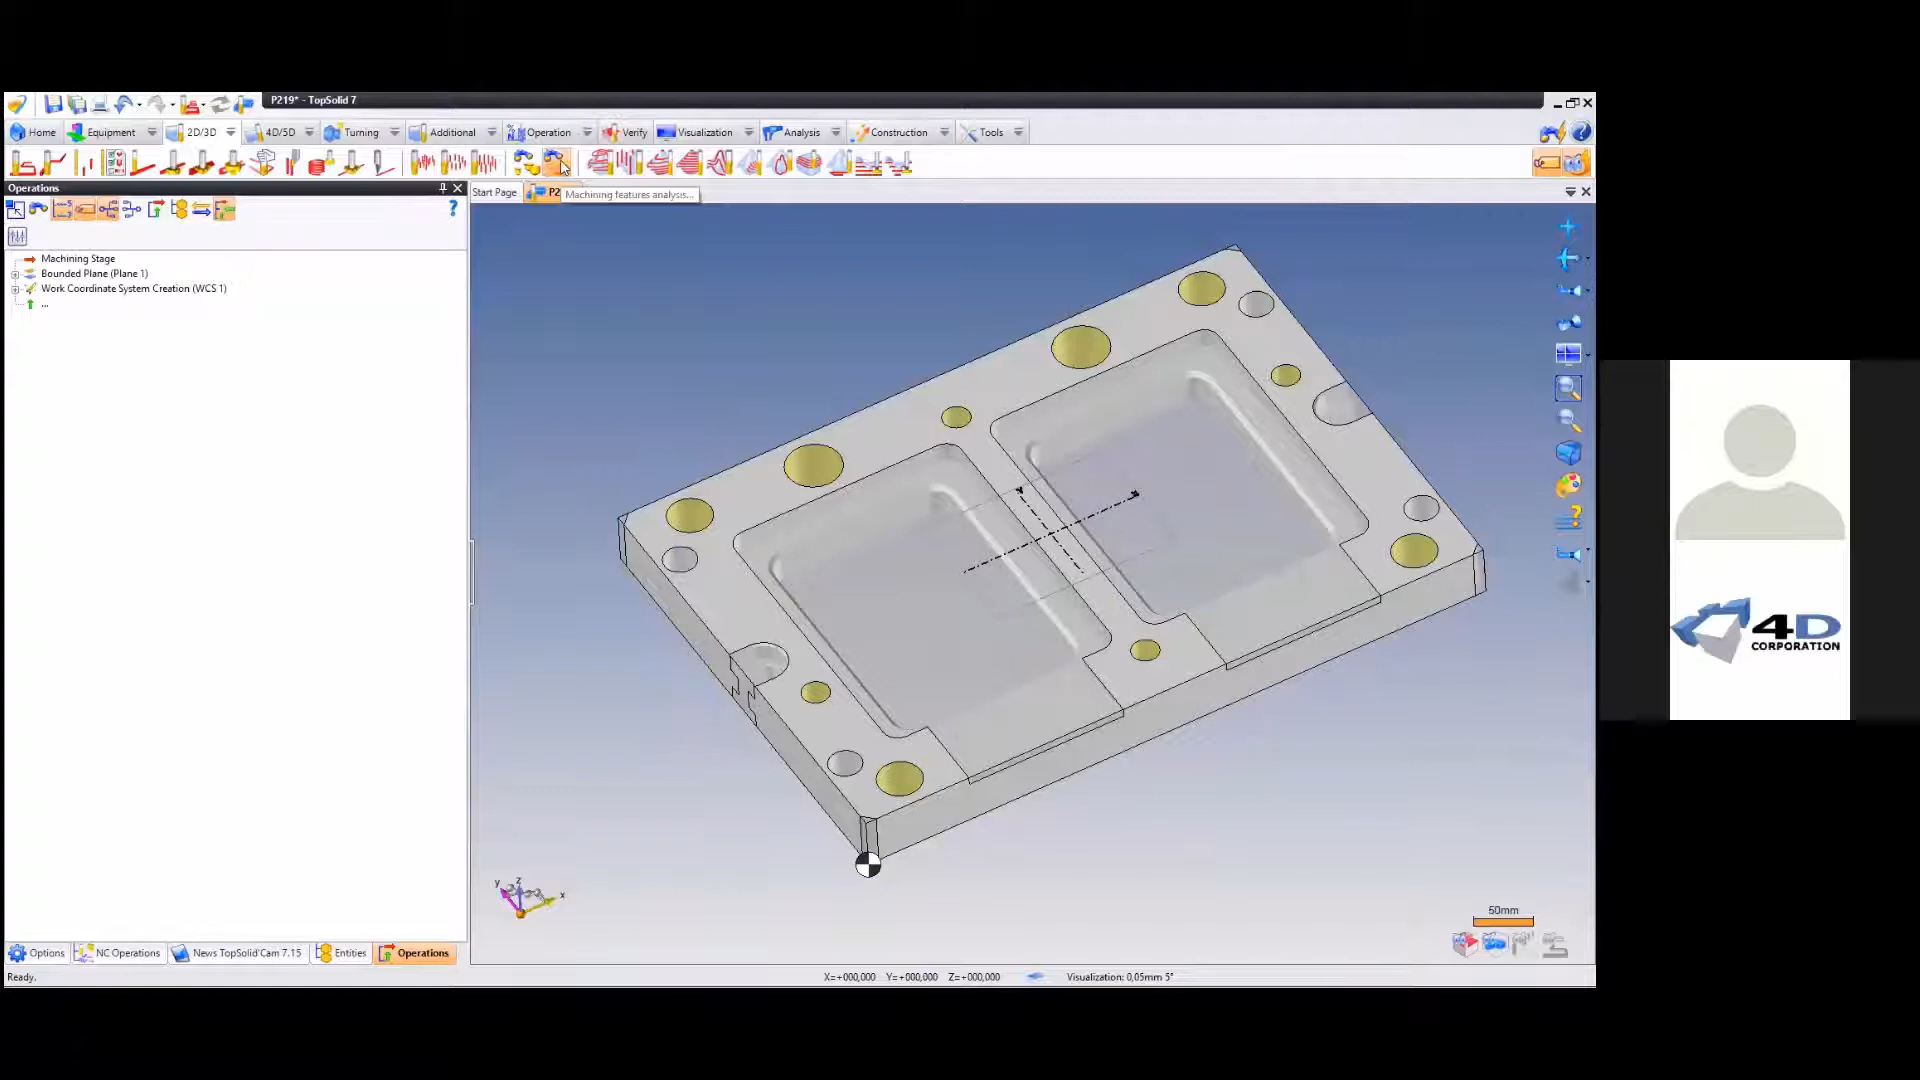 P219* - TopSolid 7
Home Equipment 2D/3D 4D/5D Turning Additional Operation Verify Visualization Analysis Construction Tools
Operations
Start Page P2
Machining features analysis...
Machining Stage
Bounded Plane (Plane 1)
Work Coordinate System Creation (WCS 1)
...
4D
CORPORATION
y z x
50mm
Options NC Operations News TopSolid'Cam 7.15 Entities Operations
Ready. X=+000,000 Y=+000,000 Z=+000,000 Visualization: 0,05mm 5°